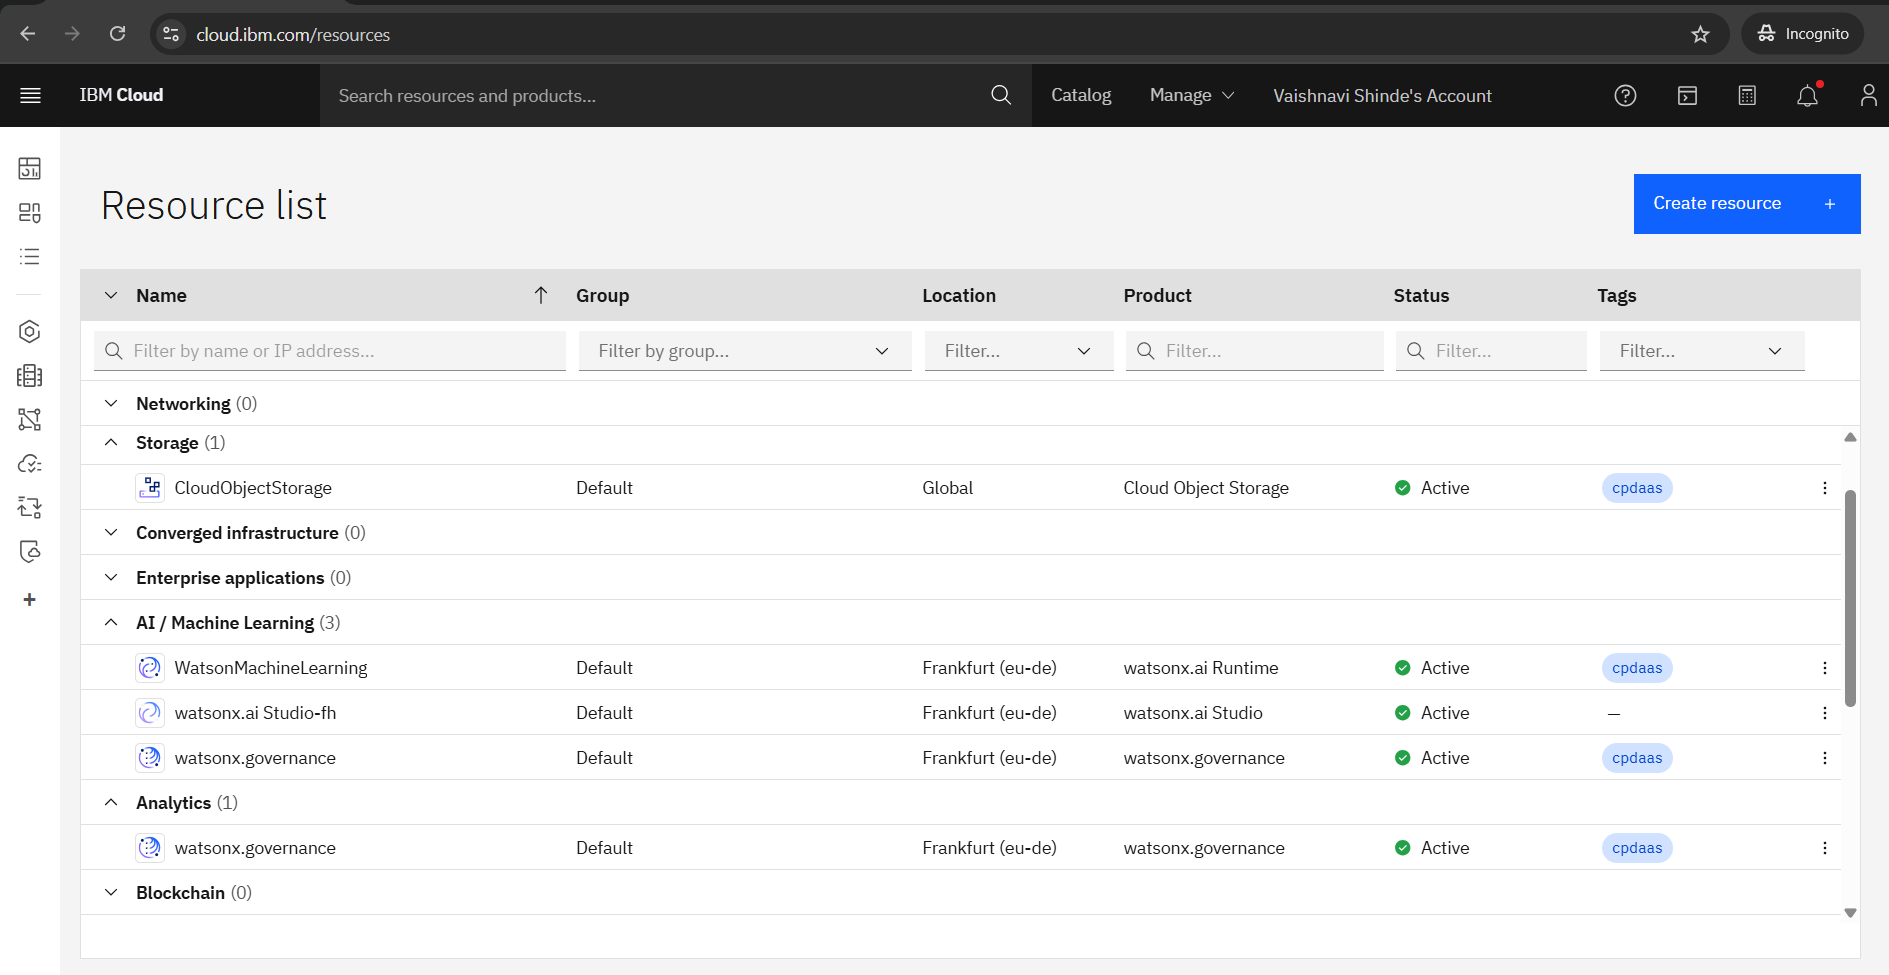 cloud.ibm.com/resources
Incognito
IBM Cloud
Search resources and products...
Catalog
Manage
Vaishnavi Shinde's Account
Resource list
Create resource +
Name Group Location Product Status Tags
Filter by name or IP address... Filter by group... Filter... Filter... Filter... Filter...
Networking (0)
Storage (1)
CloudObjectStorage Default Global Cloud Object Storage Active cpdaas
Converged infrastructure (0)
Enterprise applications (0)
AI / Machine Learning (3)
WatsonMachineLearning Default Frankfurt (eu-de) watsonx.ai Runtime Active cpdaas
watsonx.ai Studio-fh Default Frankfurt (eu-de) watsonx.ai Studio Active –
watsonx.governance Default Frankfurt (eu-de) watsonx.governance Active cpdaas
Analytics (1)
watsonx.governance Default Frankfurt (eu-de) watsonx.governance Active cpdaas
Blockchain (0)